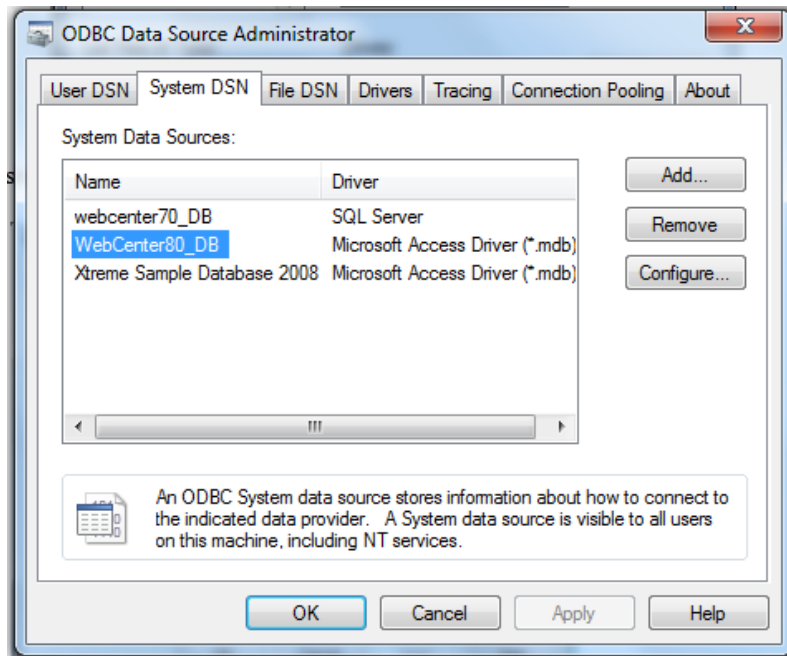 ODBC Data Source Administrator
User DSN System DSN File DSN Drivers Tracing Connection Pooling About
System Data Sources:
Name Driver
webcenter70_DB SQL Server
WebCenter80_DB Microsoft Access Driver (*.mdb)
Xtreme Sample Database 2008 Microsoft Access Driver (*.mdb)
Add...
Remove
Configure...
An ODBC System data source stores information about how to connect to
the indicated data provider. A System data source is visible to all users
on this machine, including NT services.
OK Cancel Apply Help